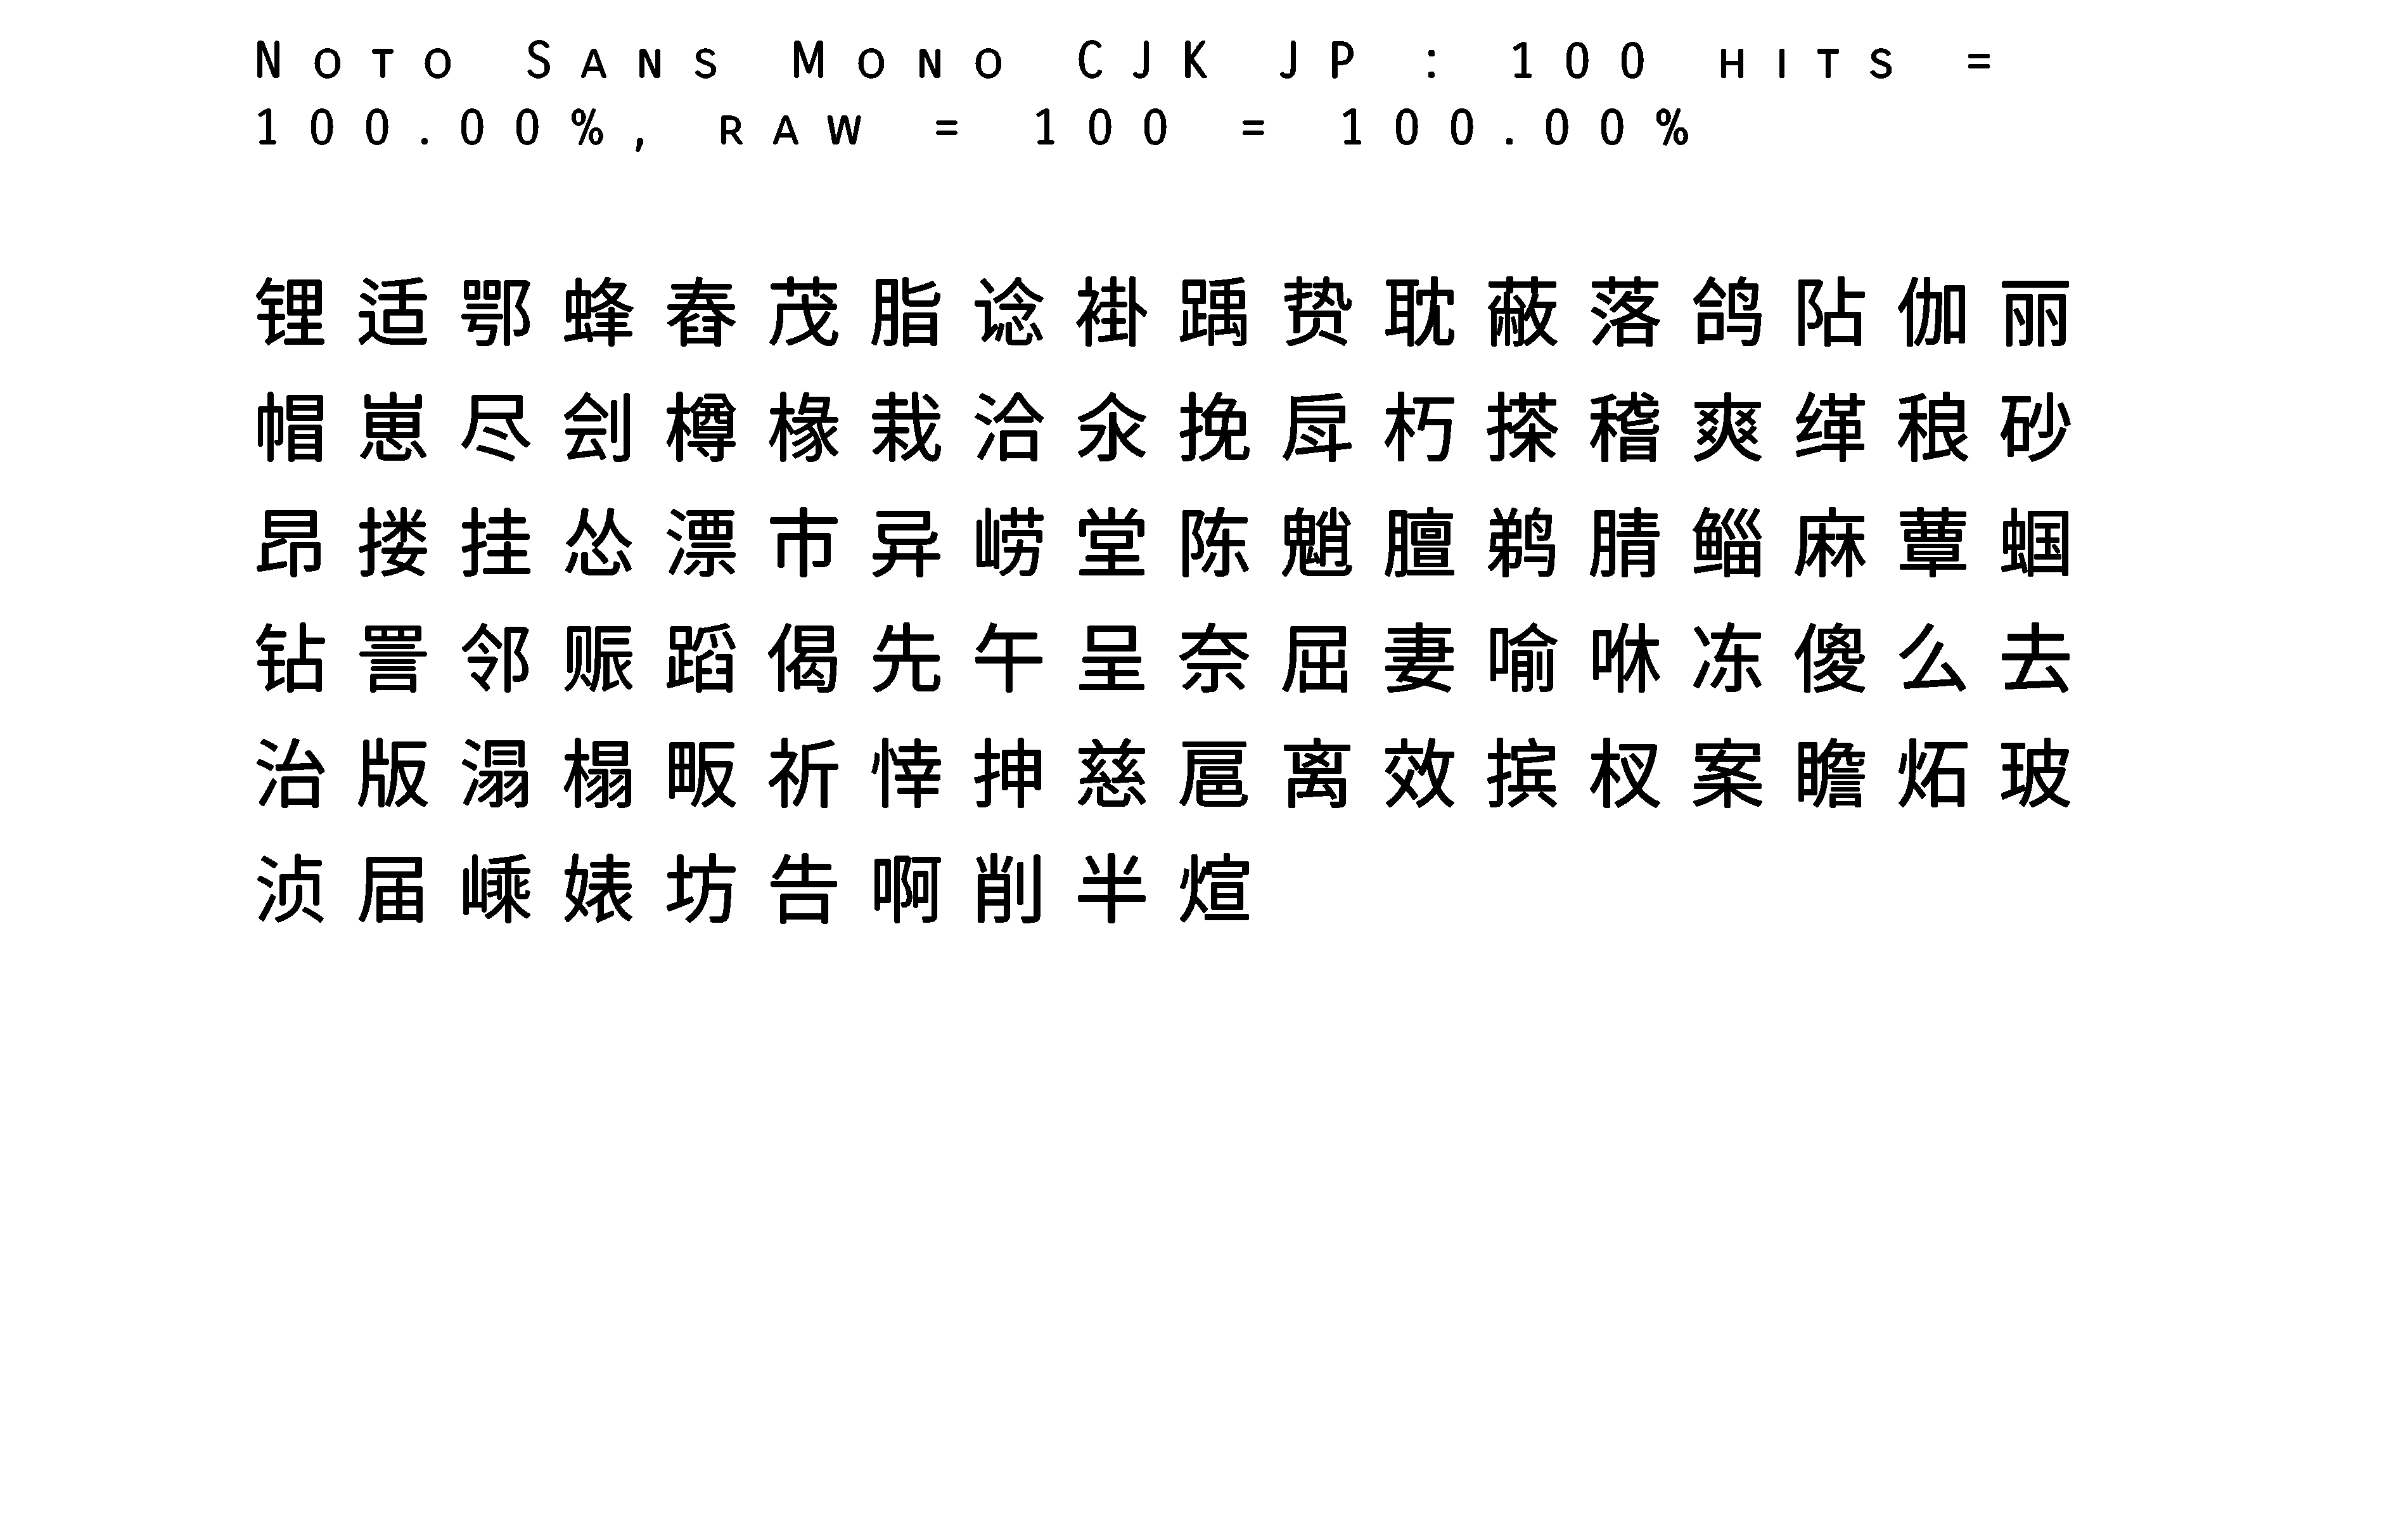 Noto Sans Mono CJK JP : 100 hits =
100.00%, raw = 100 = 100.00%
锂适鄂蜂舂茂脂谂褂踽贽耽蔽落鸽阽伽丽
帽崽尽刽樽椽栽洽氽挽戽朽搽稽爽缂稂砂
昂搂挂怂漂市异崂堂陈魈膻鹈腈鲻麻蕈蝈
钻詈邻赈蹈偈先午呈奈屈妻喻咻冻傻么去
治版溻榻畈祈悻抻慈扈离效摈杈案瞻炻玻
浈届嵊婊坊告啊削半煊